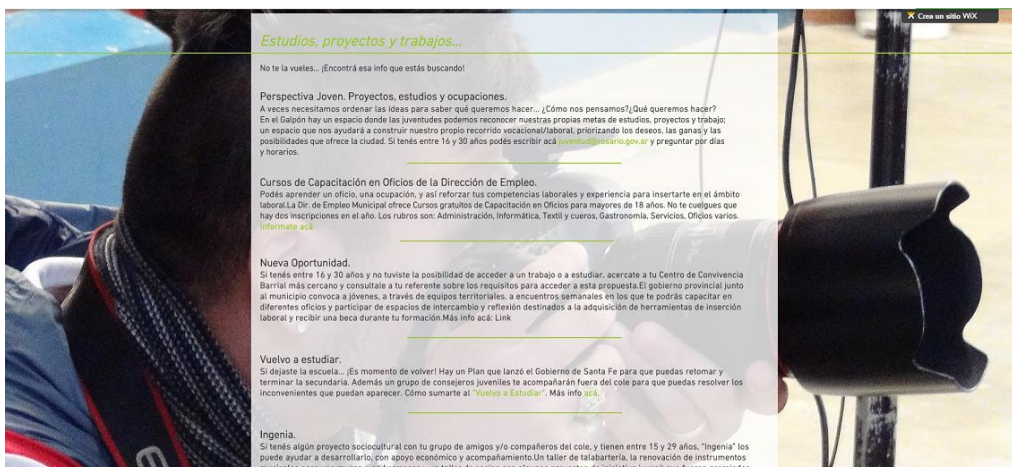 Crea un sitio WiX
Estudios, proyectos y trabajos...
No te la vueles... ¡Encontrá esa info que estás buscando!
Perspectiva Joven. Proyectos, estudios y ocupaciones.
A veces necesitamos ordenar las ideas para saber qué queremos hacer... ¿Cómo nos pensamos?¿Qué queremos hacer?
En el Galpón hay un espacio donde las juventudes podemos reconocer nuestras propias metas de estudios, proyectos y trabajo;
un espacio que nos ayudará a construir nuestro propio recorrido vocacional/laboral, priorizando los deseos, las ganas y las
posibilidades que ofrece la ciudad. Si tenés entre 16 y 30 años podés escribir acá juventud@rosario.gov.ar y preguntar por días
y horarios.
Cursos de Capacitación en Oficios de la Dirección de Empleo.
Podés aprender un oficio, una ocupación, y así reforzar tus competencias laborales y experiencia para insertarte en el ámbito
laboral.La Dir. de Empleo Municipal ofrece Cursos gratuitos de Capacitación en Oficios para mayores de 18 años. No te cuelgues que
hay dos inscripciones en el año. Los rubros son: Administración, Informática, Textil y cueros, Gastronomía, Servicios, Oficios varios.
Informate acá
Nueva Oportunidad.
Si tenés entre 16 y 30 años y no tuviste la posibilidad de acceder a un trabajo o a estudiar, acercate a tu Centro de Convivencia
Barrial más cercano y consultale a tu referente sobre los requisitos para acceder a esta propuesta.El gobierno provincial junto
al municipio convoca a jóvenes, a través de equipos territoriales, a encuentros semanales en los que te podrás capacitar en
diferentes oficios y participar de espacios de intercambio y reflexión destinados a la adquisición de herramientas de inserción
laboral y recibir una beca durante tu formación.Más info acá: Link
Vuelvo a estudiar.
Si dejaste la escuela... ¡Es momento de volver! Hay un Plan que lanzó el Gobierno de Santa Fe para que puedas retomar y
terminar la secundaria. Además un grupo de consejeros juveniles te acompañarán fuera del cole para que puedas resolver los
inconvenientes que puedan aparecer. Cómo sumarte al "Vuelvo a Estudiar". Más info acá.
Ingenia.
Si tenés algún proyecto sociocultural con tu grupo de amigos y/o compañeros del cole, y tienen entre 15 y 29 años, "Ingenia" los
puede ayudar a desarrollarlo, con apoyo económico y acompañamiento.Un taller de talabartería, la renovación de instrumentos